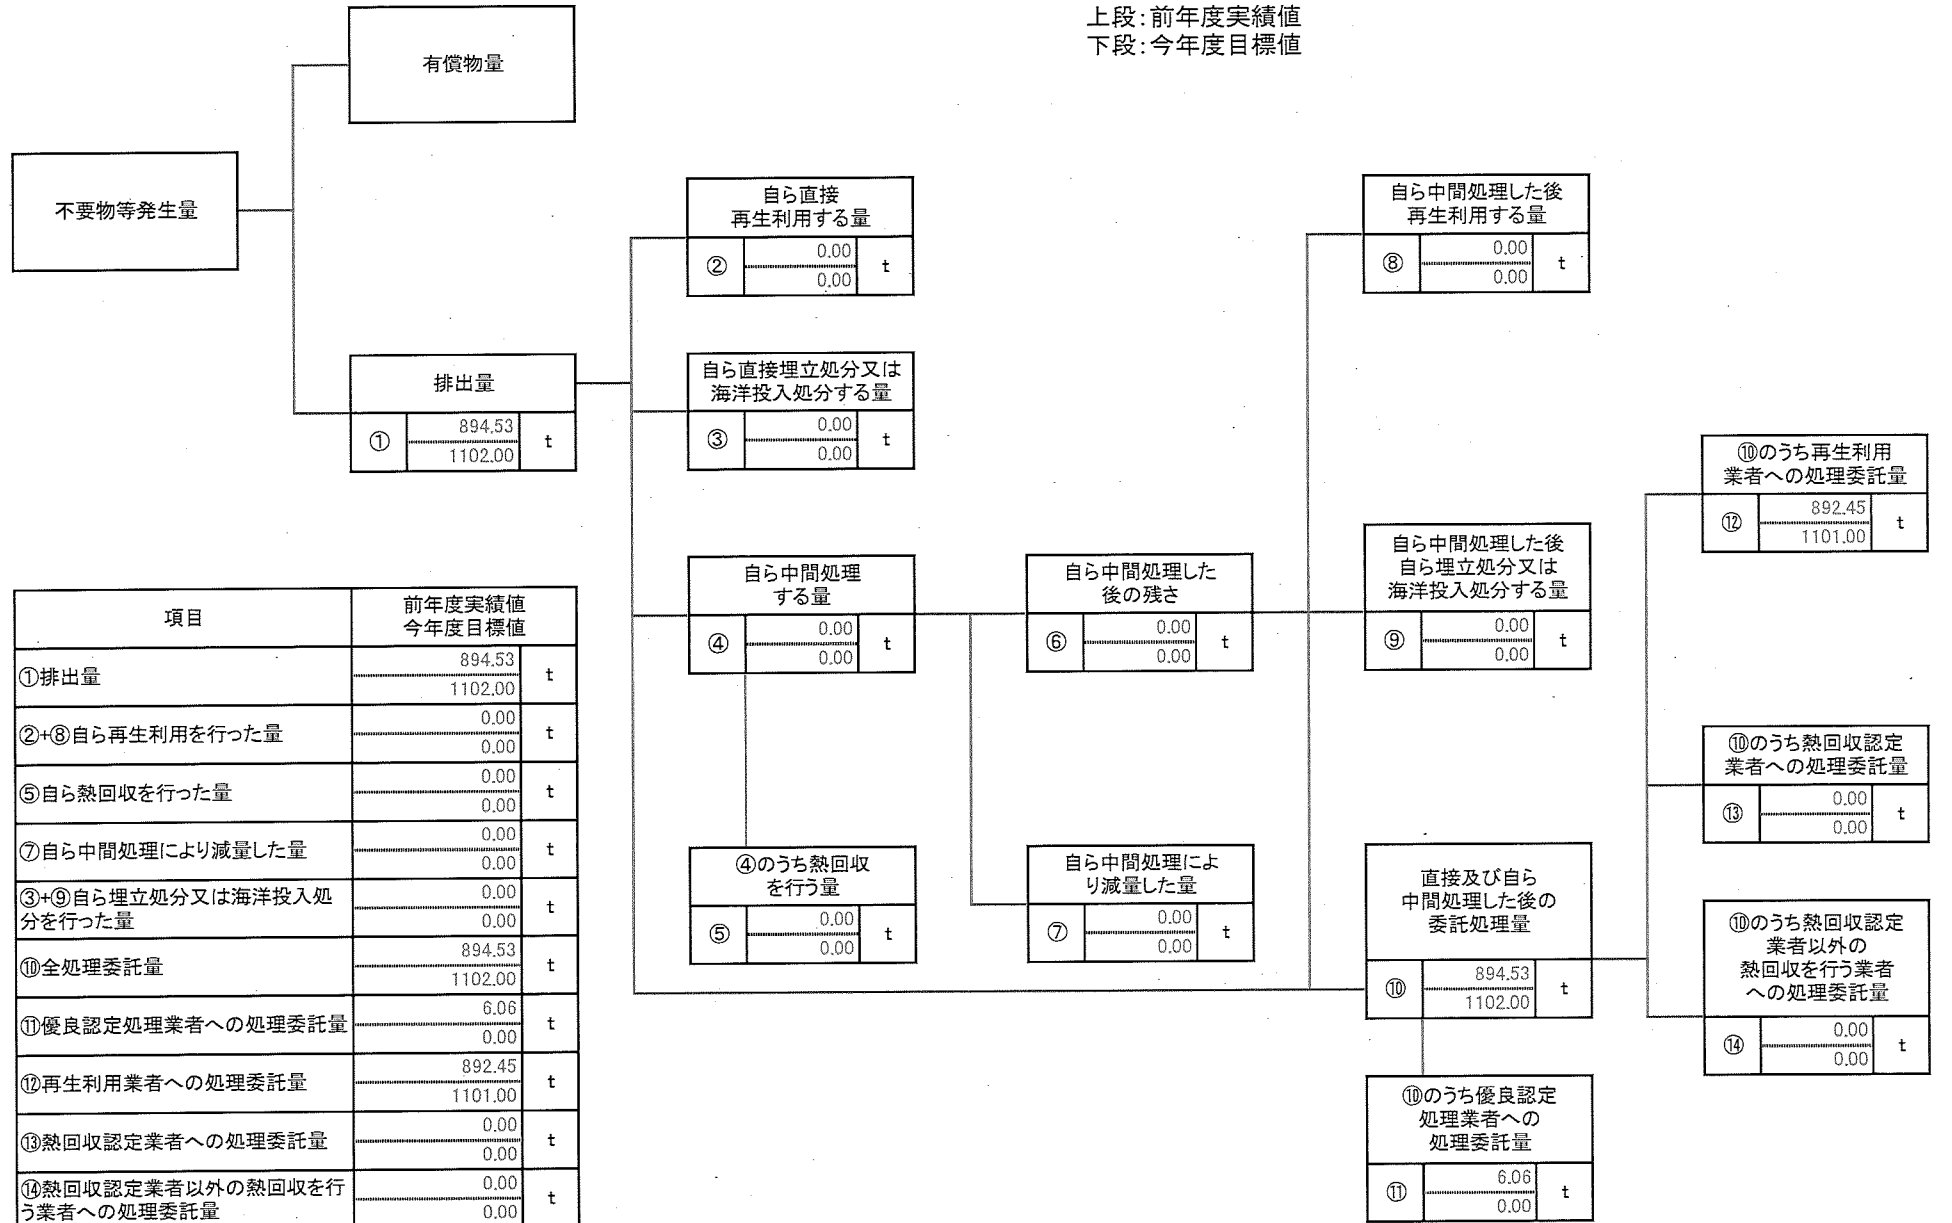 上段：前年度実績値
下段：今年度目標値
有償物量
不要物等発生量
排出量
①
894.53
1102.00
t
自ら直接
再生利用する量
②
0.00
0.00
t
自ら直接埋立処分又は
海洋投入処分する量
③
0.00
0.00
t
自ら中間処理
する量
④
0.00
0.00
t
④のうち熱回収
を行う量
⑤
0.00
0.00
t
自ら中間処理した
後の残さ
⑥
0.00
0.00
t
自ら中間処理によ
り減量した量
⑦
0.00
0.00
t
自ら中間処理した後
再生利用する量
⑧
0.00
0.00
t
自ら中間処理した後
自ら埋立処分又は
海洋投入処分する量
⑨
0.00
0.00
t
直接及び自ら
中間処理した後の
委託処理量
⑩
894.53
1102.00
t
⑩のうち優良認定
処理業者への
処理委託量
⑪
6.06
0.00
t
⑩のうち再生利用
業者への処理委託量
⑫
892.45
1101.00
t
⑩のうち熱回収認定
業者への処理委託量
⑬
0.00
0.00
t
⑩のうち熱回収認定
業者以外の
熱回収を行う業者
への処理委託量
⑭
0.00
0.00
t
項目
前年度実績値
今年度目標値
①排出量
894.53
1102.00
t
②+⑧自ら再生利用を行った量
0.00
0.00
t
⑤自ら熱回収を行った量
0.00
0.00
t
⑦自ら中間処理により減量した量
0.00
0.00
t
③+⑨自ら埋立処分又は海洋投入処
分を行った量
0.00
0.00
t
⑩全処理委託量
894.53
1102.00
t
⑪優良認定処理業者への処理委託量
6.06
0.00
t
⑫再生利用業者への処理委託量
892.45
1101.00
t
⑬熱回収認定業者への処理委託量
0.00
0.00
t
⑭熱回収認定業者以外の熱回収を行
う業者への処理委託量
0.00
0.00
t